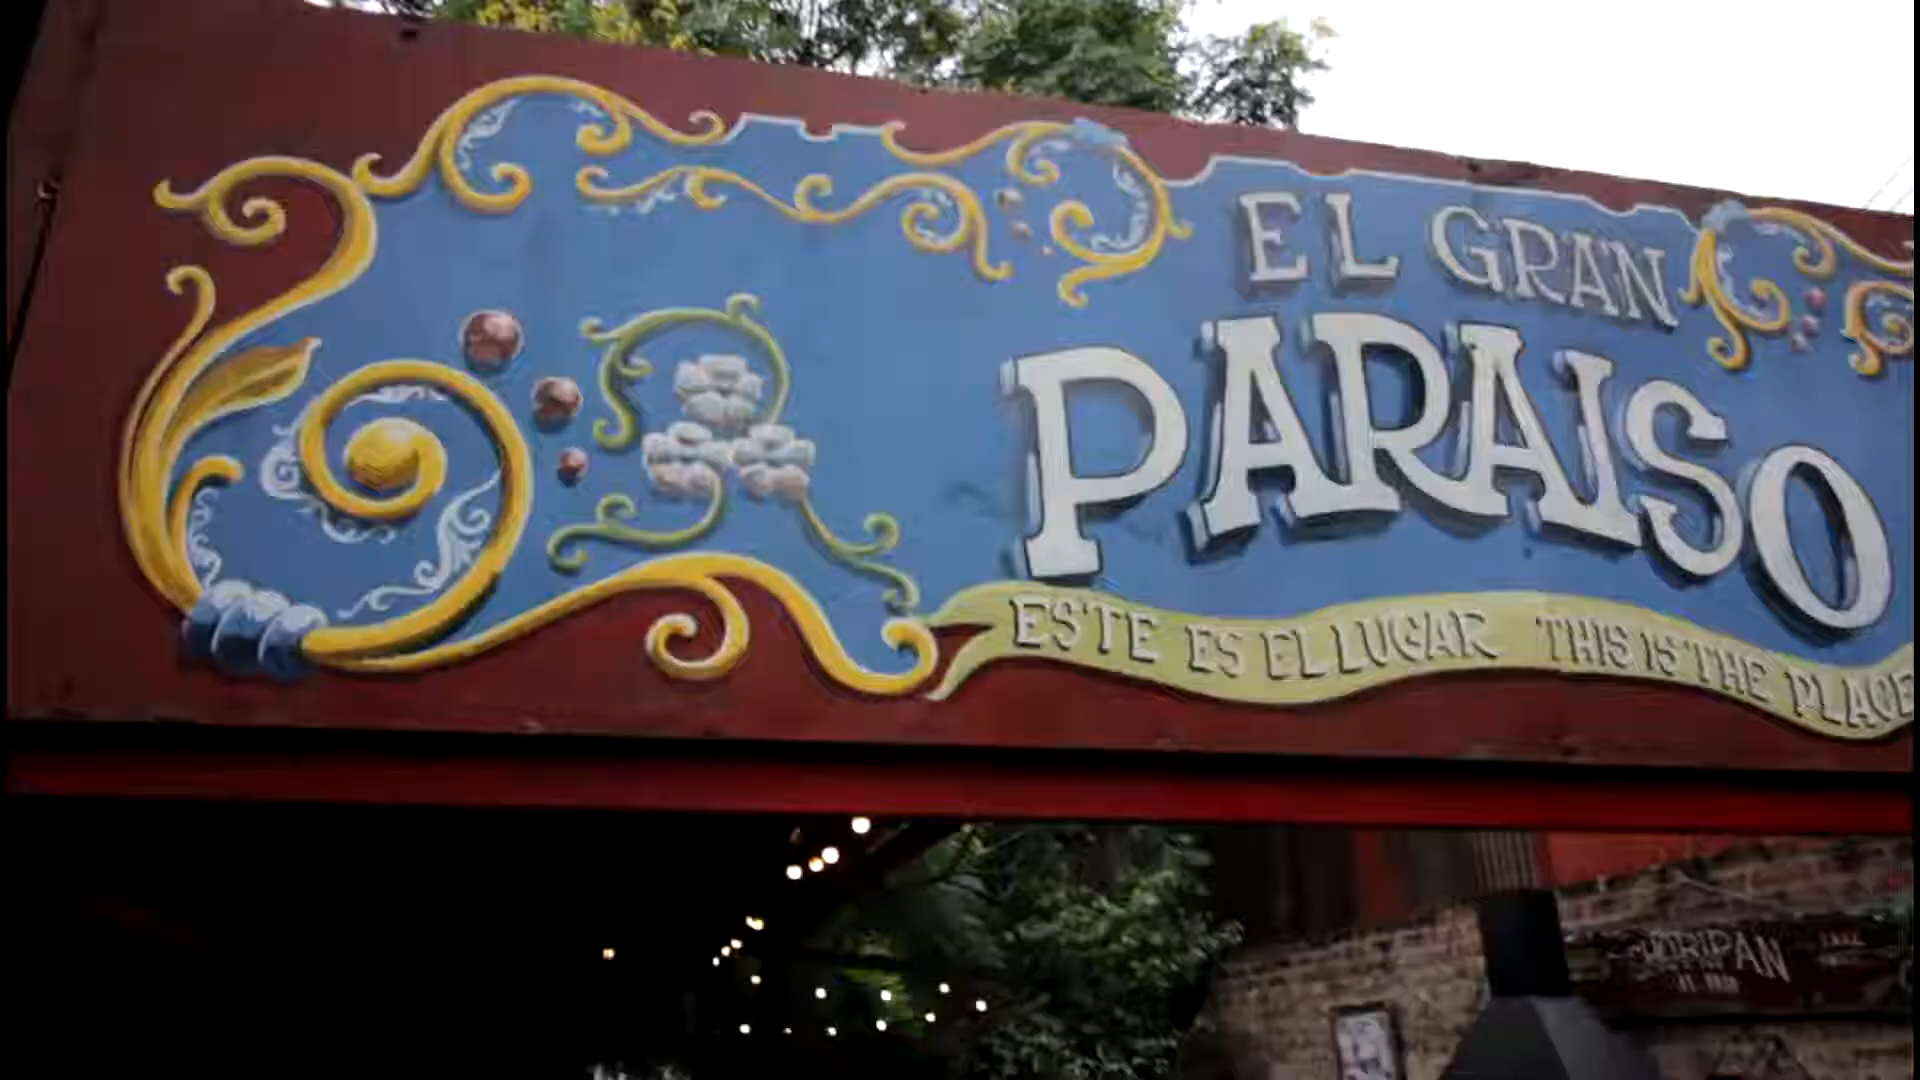 EL GRAN
PARAISO
ESTE ES EL LUGAR THIS IS THE PLACE
CHORIPAN